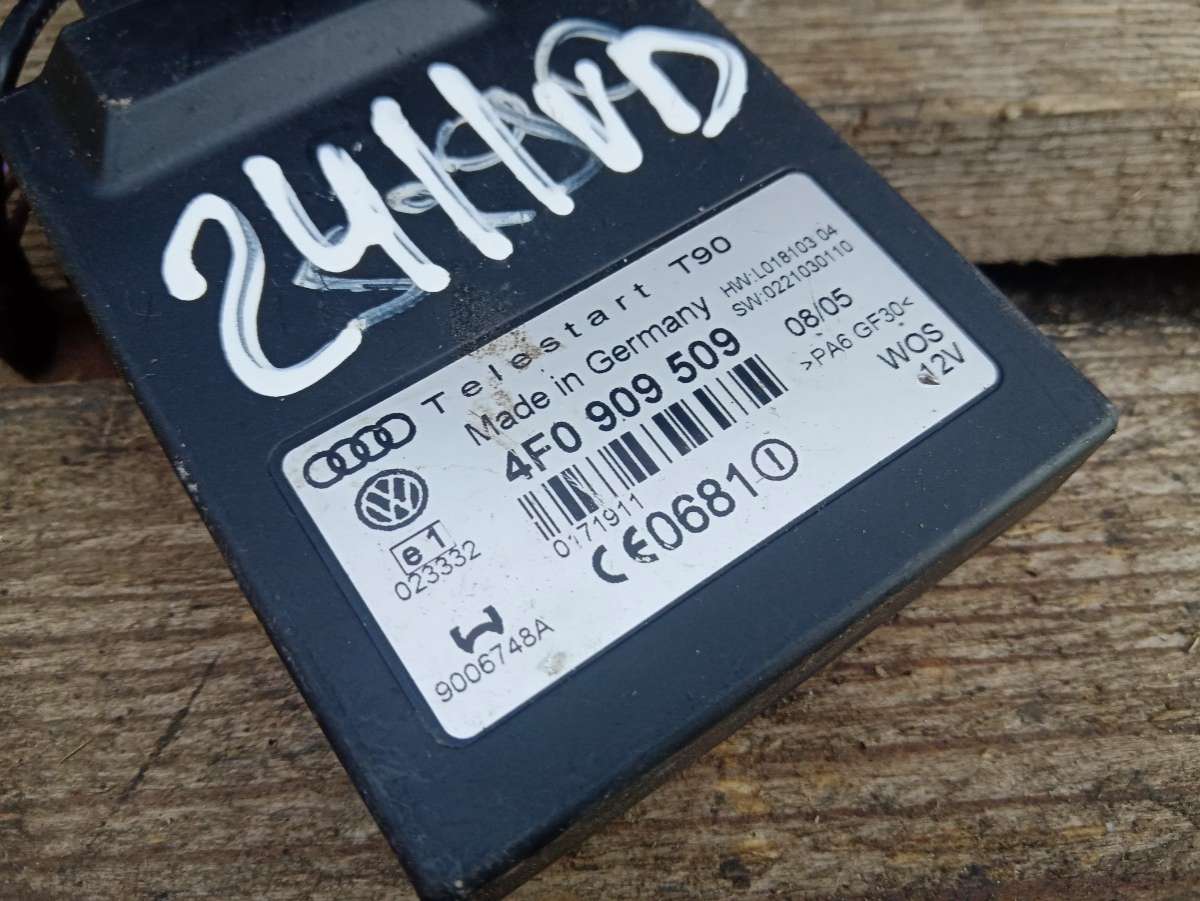 24HVD
Telestart T90
Made in Germany
HW:L018103 04
SW:0221030110
4F0 909 509
08/05
>PA6 GF30<
WOS
12V
0171911
CE0681
e1
023332
9006748A